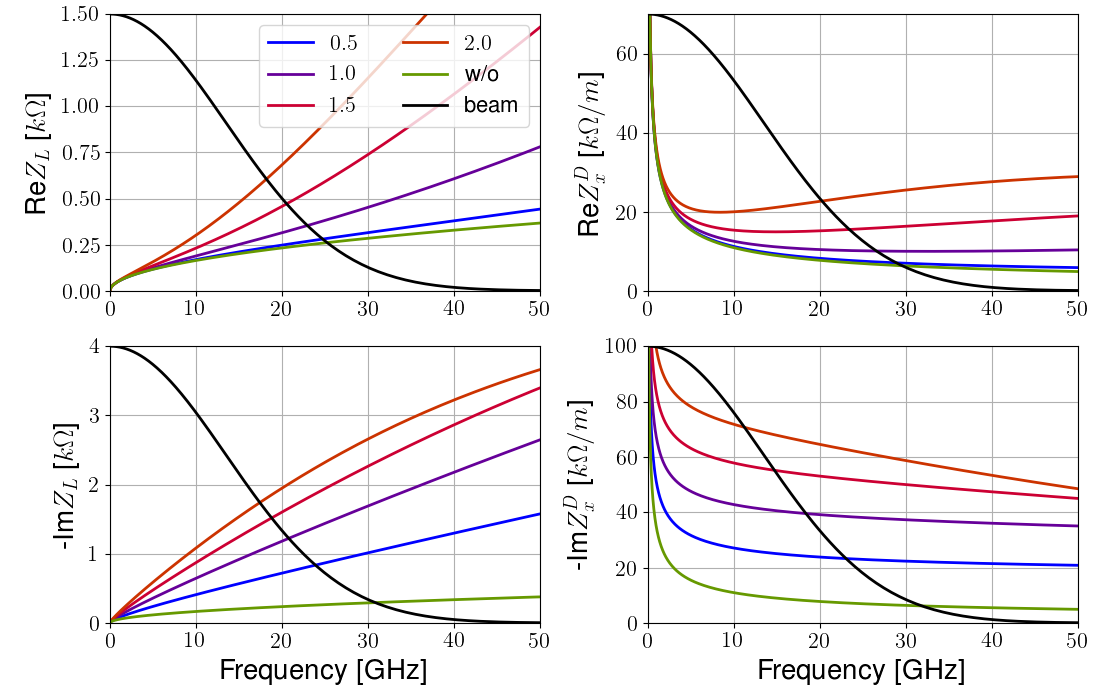 ReZ_L [kΩ]
1.50
1.25
1.00
0.75
0.50
0.25
0.00
0 10 20 30 40 50
0.5 2.0
1.0 w/o
1.5 beam
ReZ_x^D [kΩ/m]
60
40
20
0
0 10 20 30 40 50
-ImZ_L [kΩ]
4
3
2
1
0
0 10 20 30 40 50
Frequency [GHz]
-ImZ_x^D [kΩ/m]
100
80
60
40
20
0
0 10 20 30 40 50
Frequency [GHz]